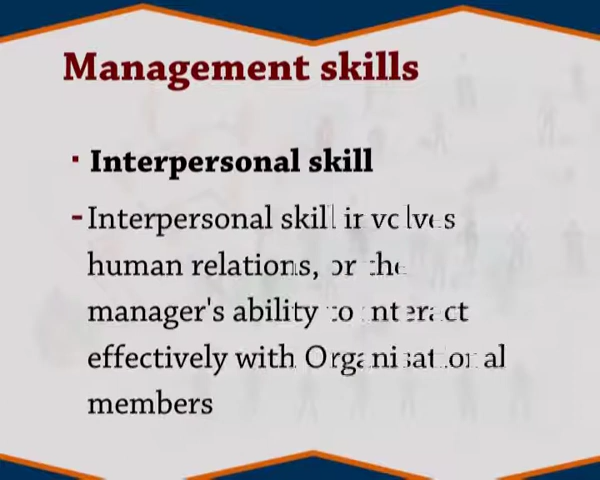 Management skills
Interpersonal skill
-Interpersonal skill involves
human relations, or the
manager's ability to interact
effectively with Organisational
members